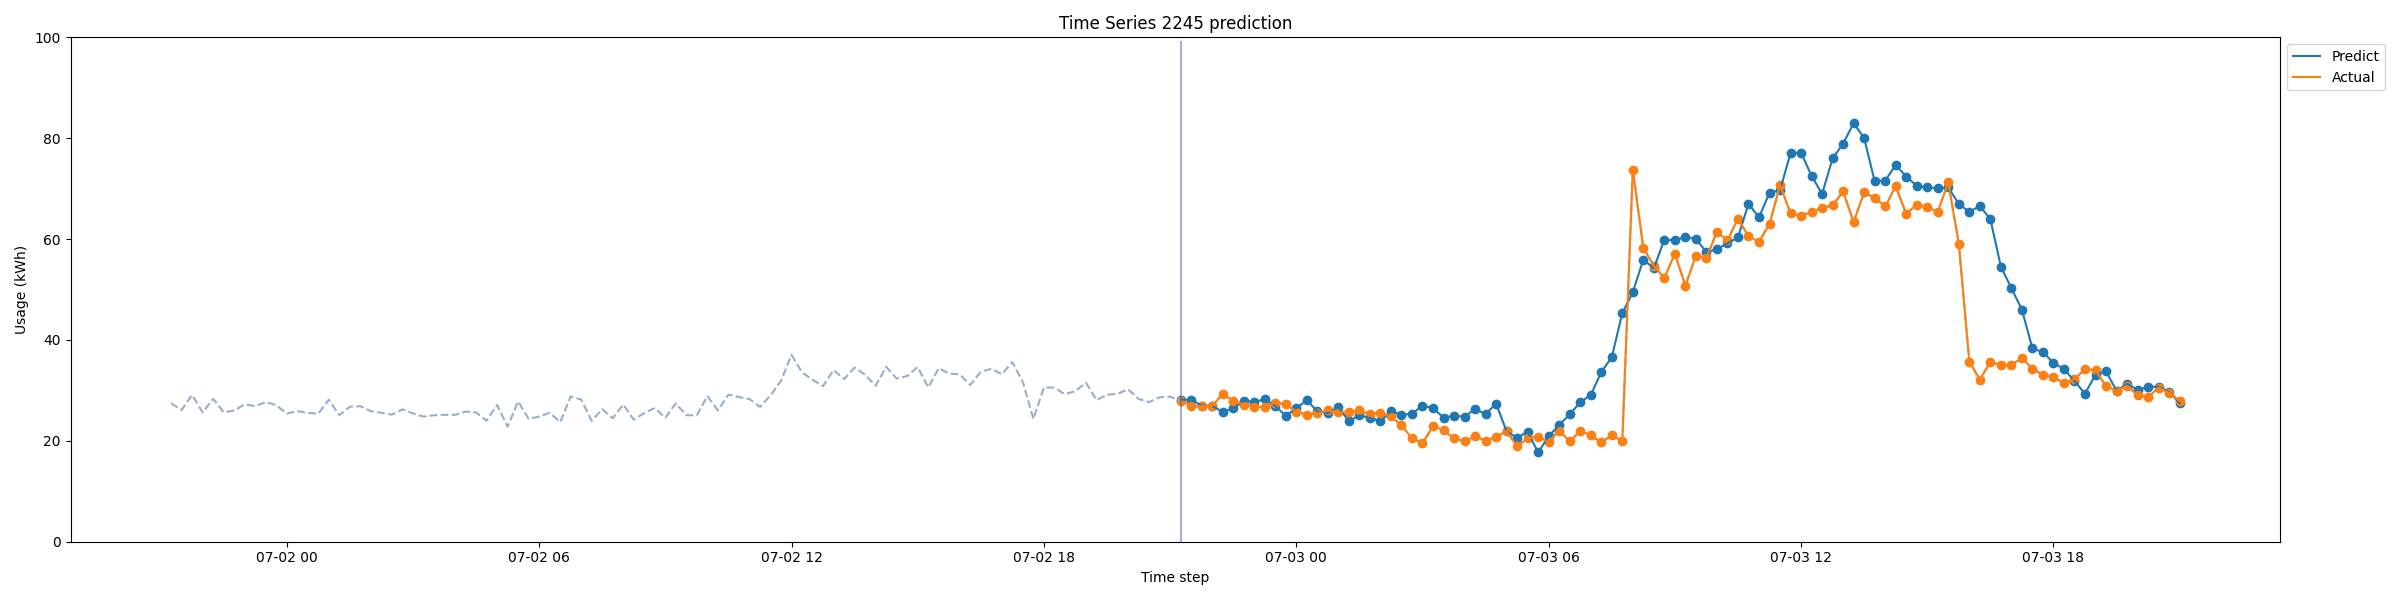 Time Series 2245 prediction
Predict
Actual
Usage (kWh)
100
80
60
40
20
0
07-02 00
07-02 06
07-02 12
07-02 18
07-03 00
07-03 06
07-03 12
07-03 18
Time step